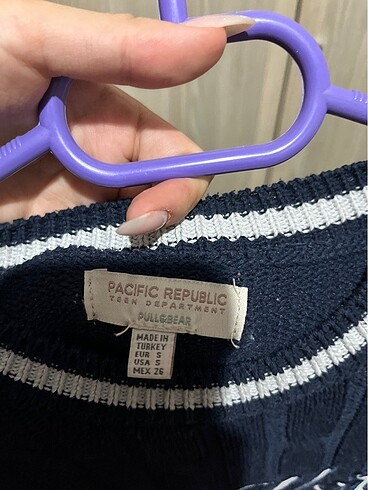 PACIFIC REPUBLIC
TEEN DEPARTMENT
PULL&BEAR
MADE IN
TURKEY
EUR S
USA S
MEX 26